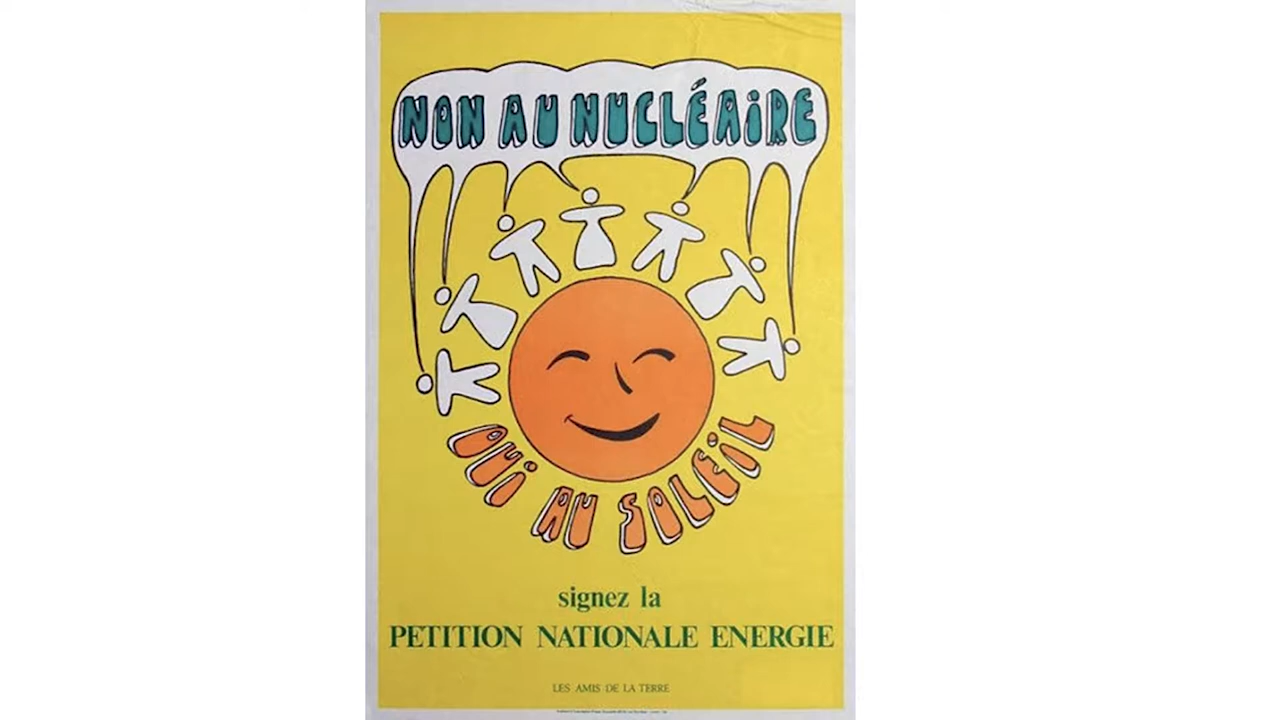 NON AU NUCLÉAiRE
OUi AU SOLEiL
signez la
PETITION NATIONALE ENERGIE
LES AMIS DE LA TERRE